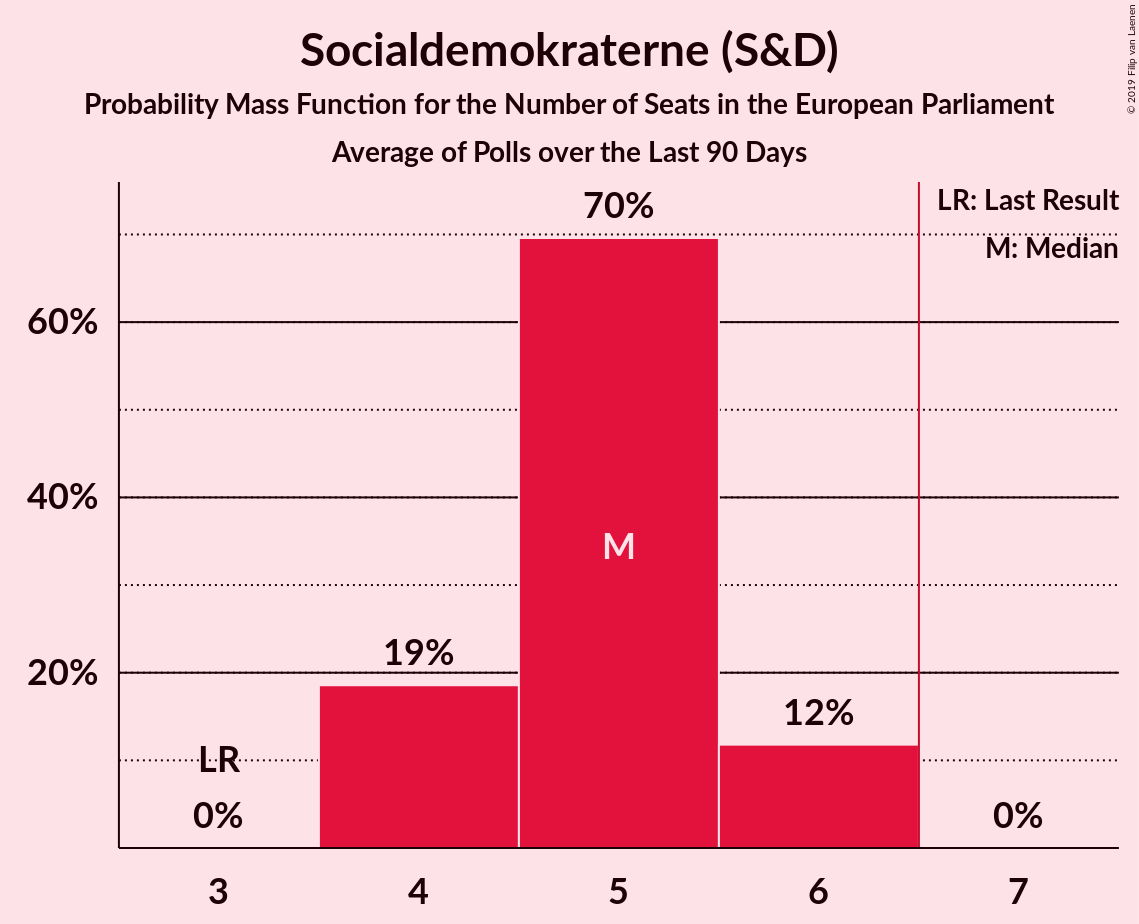 Socialdemokraterne (S&D)
Probability Mass Function for the Number of Seats in the European Parliament
Average of Polls over the Last 90 Days
© 2019 Filip van Laenen
LR: Last Result
M: Median
70%
60%
40%
M
19%
20%
12%
LR
0%
0%
3
4
5
6
7